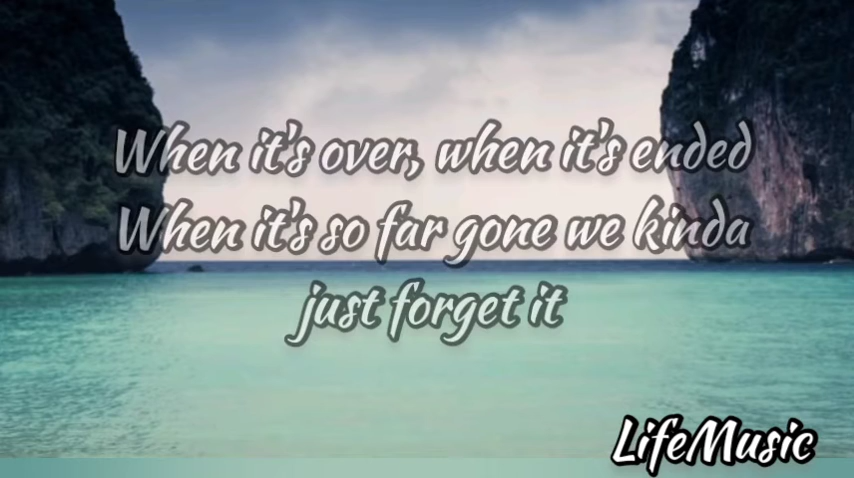 When it's over, when it's ended
When it's so far gone we kinda
just forget it
LifeMusic